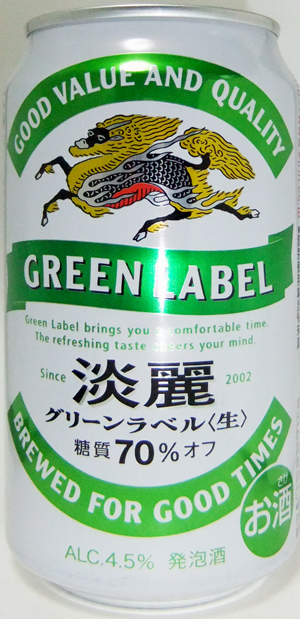 GOOD VALUE AND QUALITY
GREEN LABEL
Green Label brings you a comfortable time.
The refreshing taste cheers your mind.
Since 淡麗 2002
グリーンラベル〈生〉
糖質70%オフ
BREWED FOR GOOD TIMES
さけ
お酒
ALC.4.5% 発泡酒